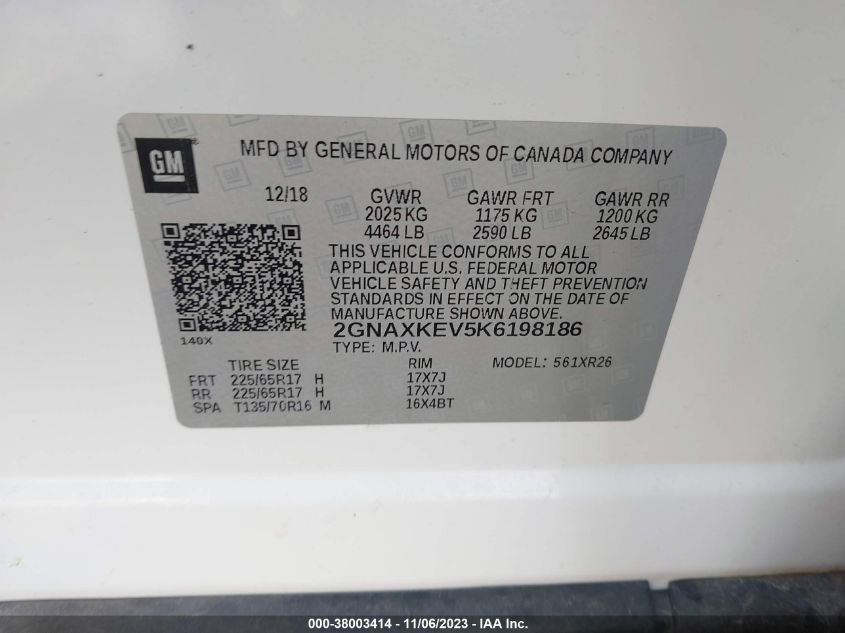 GM
MFD BY GENERAL MOTORS OF CANADA COMPANY
12/18 GVWR GAWR FRT GAWR RR
2025 KG 1175 KG 1200 KG
4464 LB 2590 LB 2645 LB
THIS VEHICLE CONFORMS TO ALL
APPLICABLE U.S. FEDERAL MOTOR
VEHICLE SAFETY AND THEFT PREVENTION
STANDARDS IN EFFECT ON THE DATE OF
MANUFACTURE SHOWN ABOVE.
2GNAXKEV5K6198186
140X
TYPE: M.P.V. MODEL: 561XR26
TIRE SIZE RIM
FRT 225/65R17 H 17X7J
RR 225/65R17 H 17X7J
SPA T135/70R16 M 16X4BT
000-38003414 - 11/06/2023 - IAA Inc.